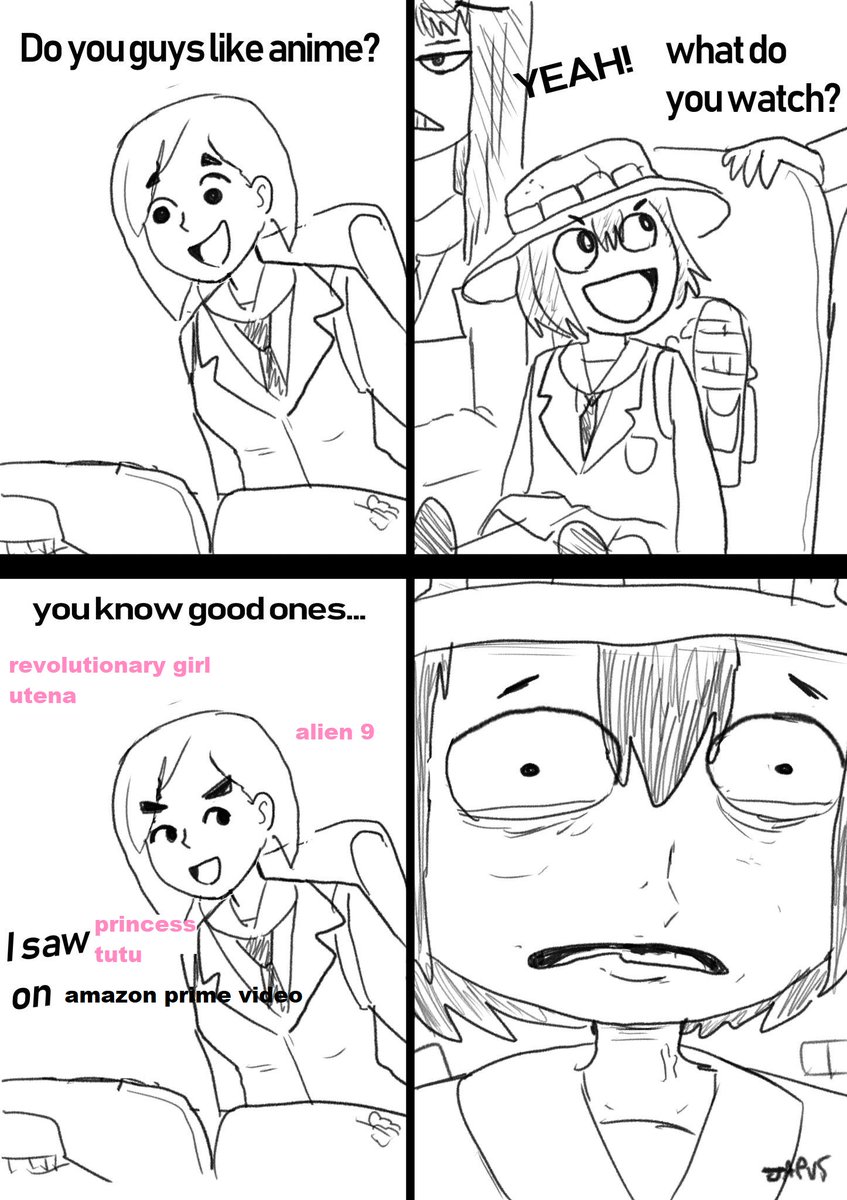 Do you guys like anime?
YEAH!
what do
you watch?
you know good ones...
revolutionary girl
utena
alien 9
I saw princess
tutu
on amazon prime video